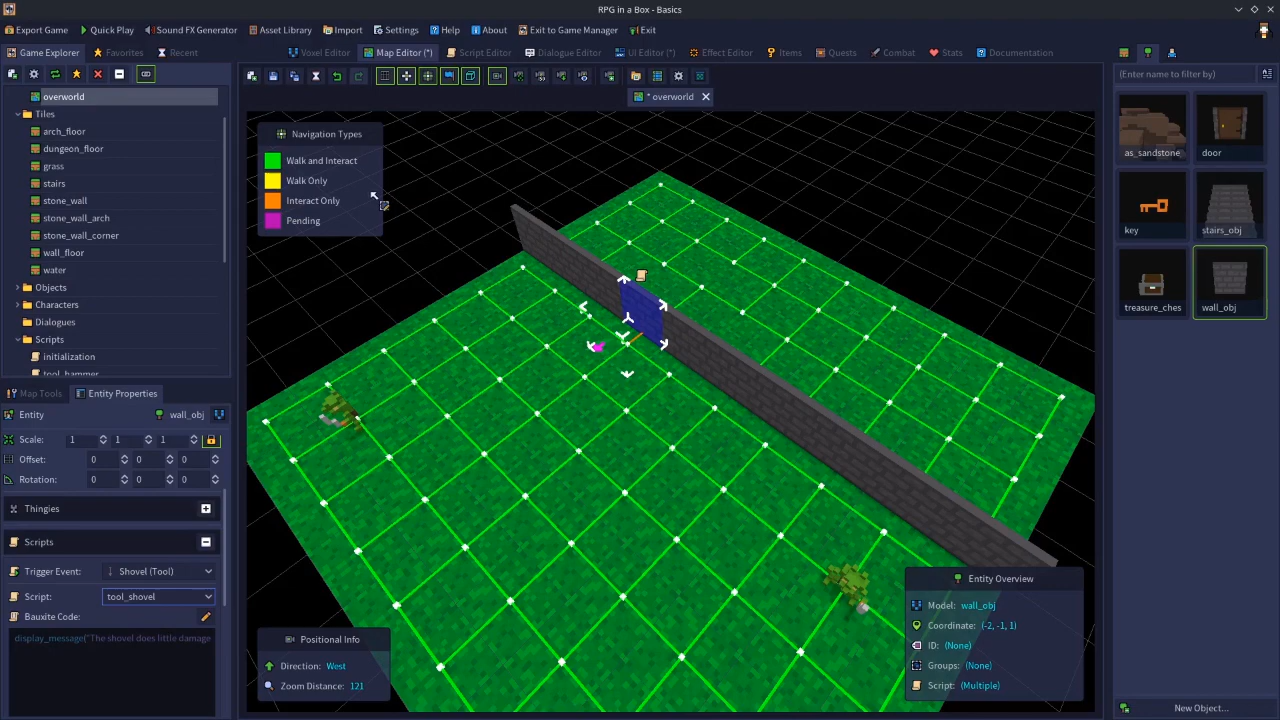 RPG in a Box - Basics
Export Game Quick Play Sound FX Generator Asset Library Import Settings Help About Exit to Game Manager Exit
Game Explorer Favorites Recent Voxel Editor Map Editor (*) Script Editor Dialogue Editor UI Editor (*) Effect Editor Items Quests Combat Stats Documentation
(Enter name to filter by)
* overworld
overworld
Tiles
arch_floor
dungeon_floor
grass
stairs
stone_wall
stone_wall_arch
stone_wall_corner
wall_floor
water
Objects
Characters
Dialogues
Scripts
initialization
tool_hammer
Map Tools Entity Properties
Entity wall_obj
Scale: 1 1 1
Offset: 0 0 0
Rotation: 0 0 0
Thingies
Scripts
Trigger Event: Shovel (Tool)
Script: tool_shovel
Bauxite Code:
display_message("The shovel does little damage
Navigation Types
Walk and Interact
Walk Only
Interact Only
Pending
Positional Info
Direction: West
Zoom Distance: 121
Entity Overview
Model: wall_obj
Coordinate: (-2, -1, 1)
ID: (None)
Groups: (None)
Script: (Multiple)
as_sandstone door
key stairs_obj
treasure_ches wall_obj
New Object...